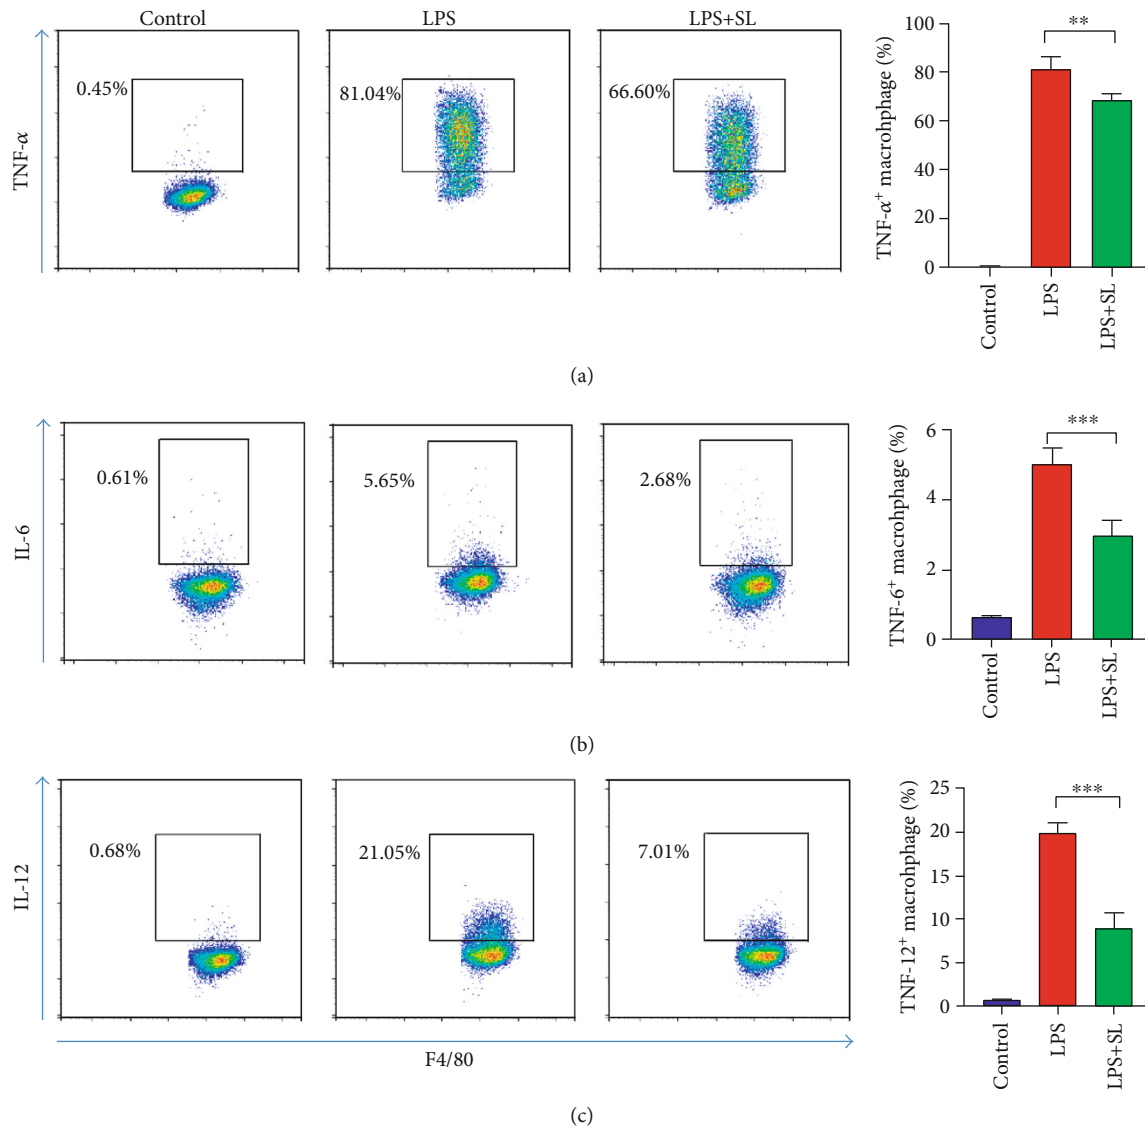 Control
LPS
LPS+SL
TNF-α
0.45%
81.04%
66.60%
TNF-α+ macrohphage (%)
100
80
60
40
20
0
**
Control
LPS
LPS+SL
(a)
IL-6
0.61%
5.65%
2.68%
TNF-6+ macrohphage (%)
6
4
2
0
***
Control
LPS
LPS+SL
(b)
IL-12
0.68%
21.05%
7.01%
F4/80
TNF-12+ macrohphage (%)
25
20
15
10
5
0
***
Control
LPS
LPS+SL
(c)